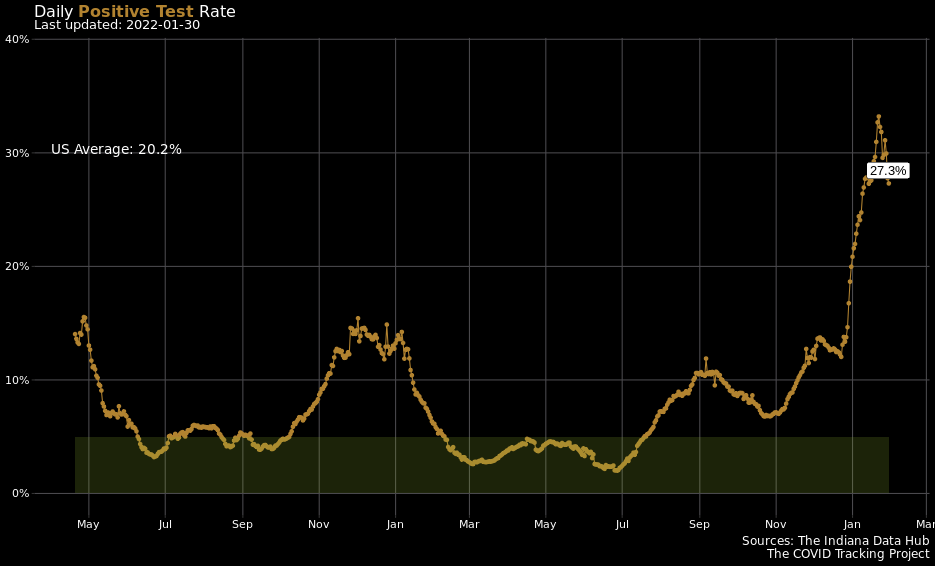 Daily Positive Test Rate
Last updated: 2022-01-30
40%
US Average: 20.2%
30%
27.3%
20%
10%
0%
May Jul Sep Nov Jan Mar May Jul Sep Nov Jan Mar
Sources: The Indiana Data Hub
The COVID Tracking Project